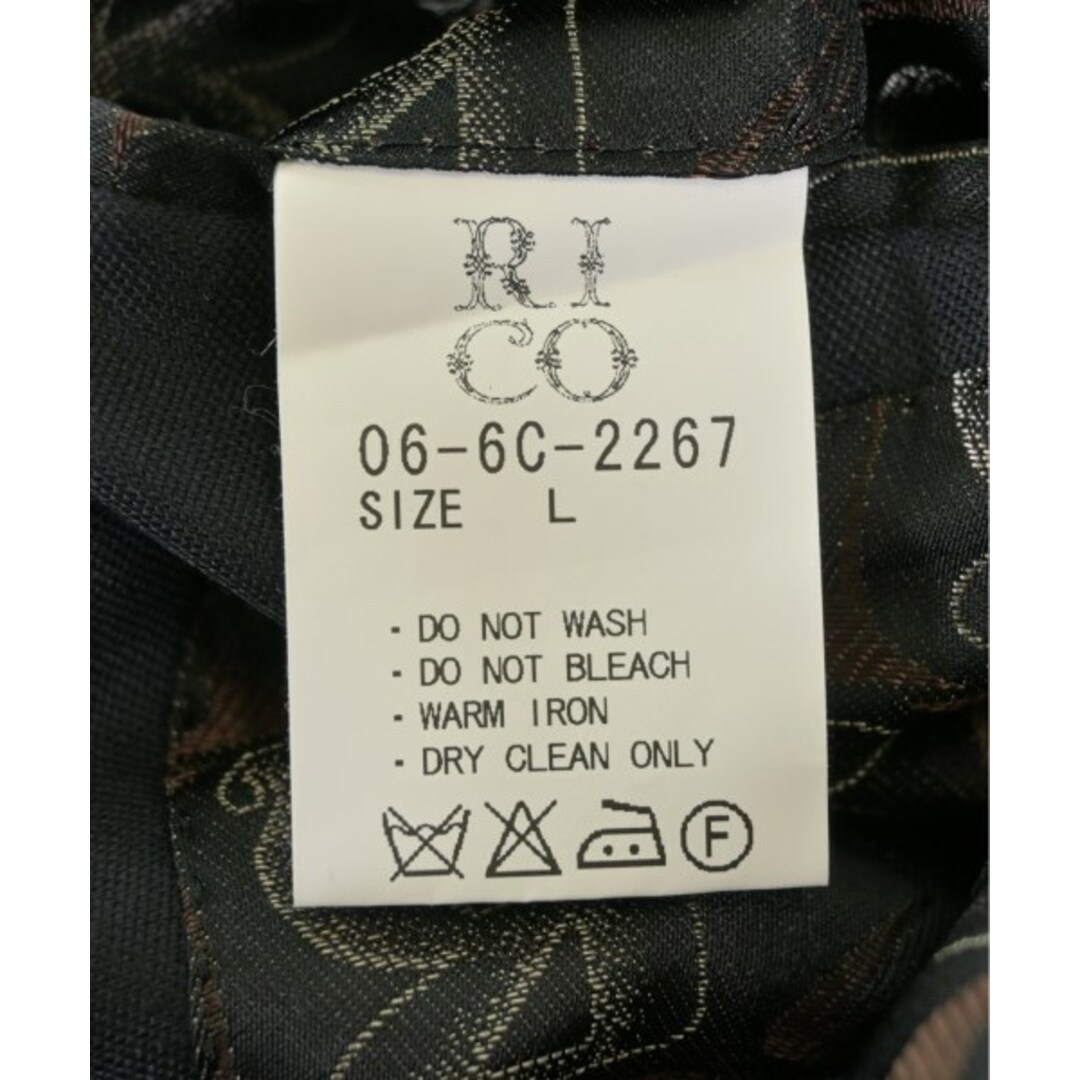 RI
CO
06-6C-2267
SIZE L
- DO NOT WASH
- DO NOT BLEACH
- WARM IRON
- DRY CLEAN ONLY
F